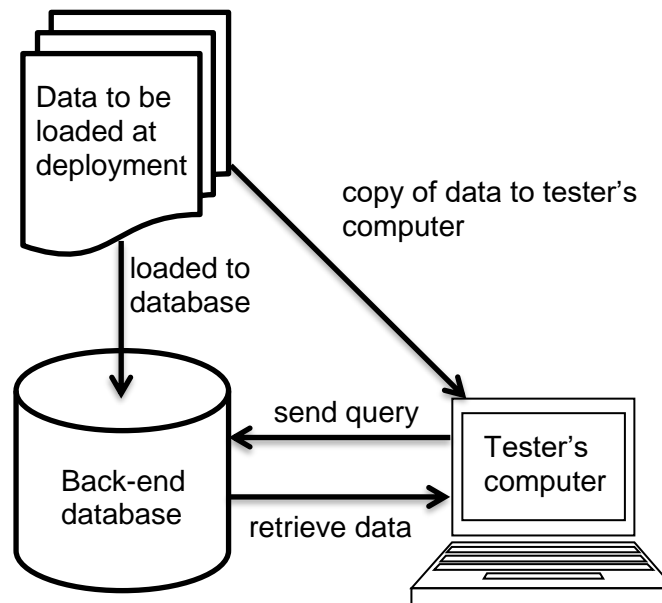 Data to be
loaded at
deployment
copy of data to tester's
computer
loaded to
database
send query
Tester's
computer
Back-end
database
retrieve data